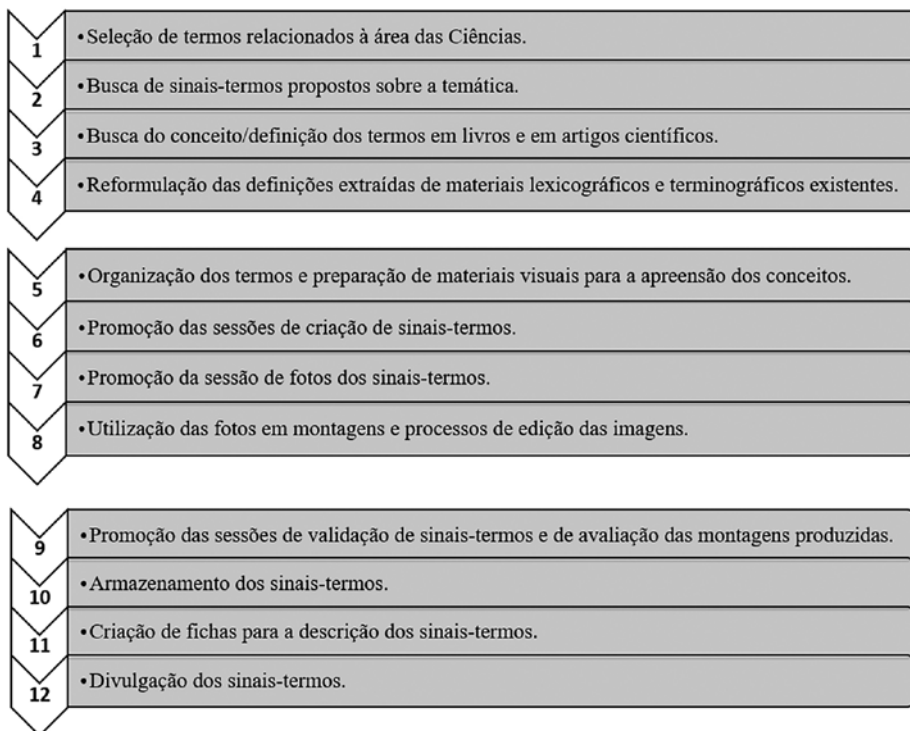 1 •Seleção de termos relacionados à área das Ciências.
2 •Busca de sinais-termos propostos sobre a temática.
3 •Busca do conceito/definição dos termos em livros e em artigos científicos.
4 •Reformulação das definições extraídas de materiais lexicográficos e terminográficos existentes.
5 •Organização dos termos e preparação de materiais visuais para a apreensão dos conceitos.
6 •Promoção das sessões de criação de sinais-termos.
7 •Promoção da sessão de fotos dos sinais-termos.
8 •Utilização das fotos em montagens e processos de edição das imagens.
9 •Promoção das sessões de validação de sinais-termos e de avaliação das montagens produzidas.
10 •Armazenamento dos sinais-termos.
11 •Criação de fichas para a descrição dos sinais-termos.
12 •Divulgação dos sinais-termos.